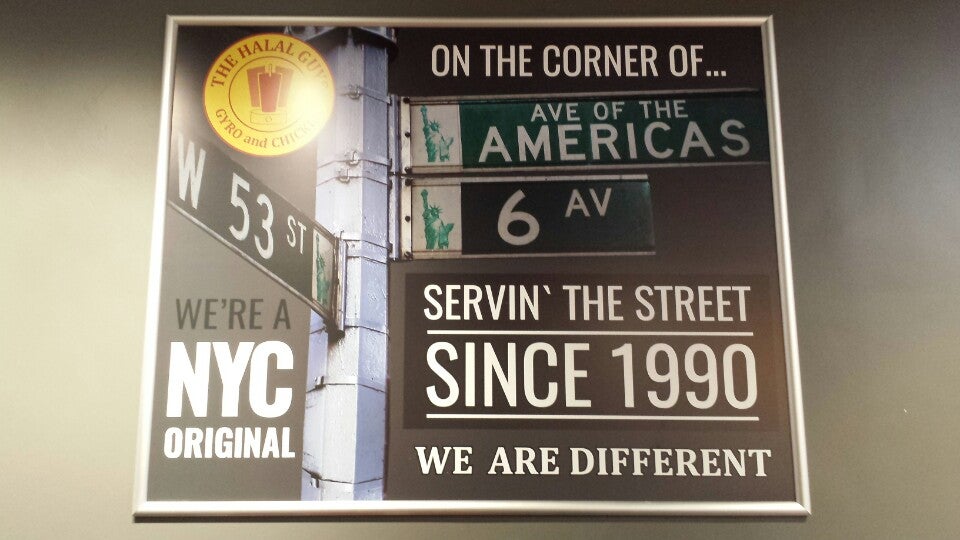 THE HALAL GUYS
GYRO and CHICKEN
ON THE CORNER OF...
AVE OF THE
AMERICAS
6 AV
W 53 ST
WE'RE A
NYC
ORIGINAL
SERVIN` THE STREET
SINCE 1990
WE ARE DIFFERENT